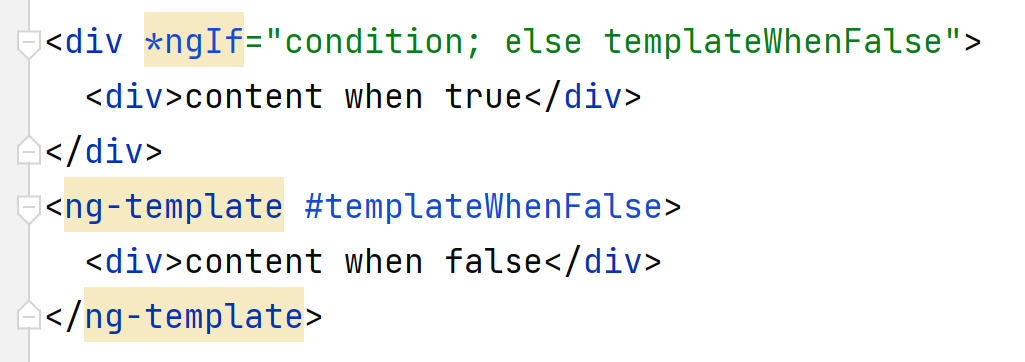 <div *ngIf="condition; else templateWhenFalse">
  <div>content when true</div>
</div>
<ng-template #templateWhenFalse>
  <div>content when false</div>
</ng-template>